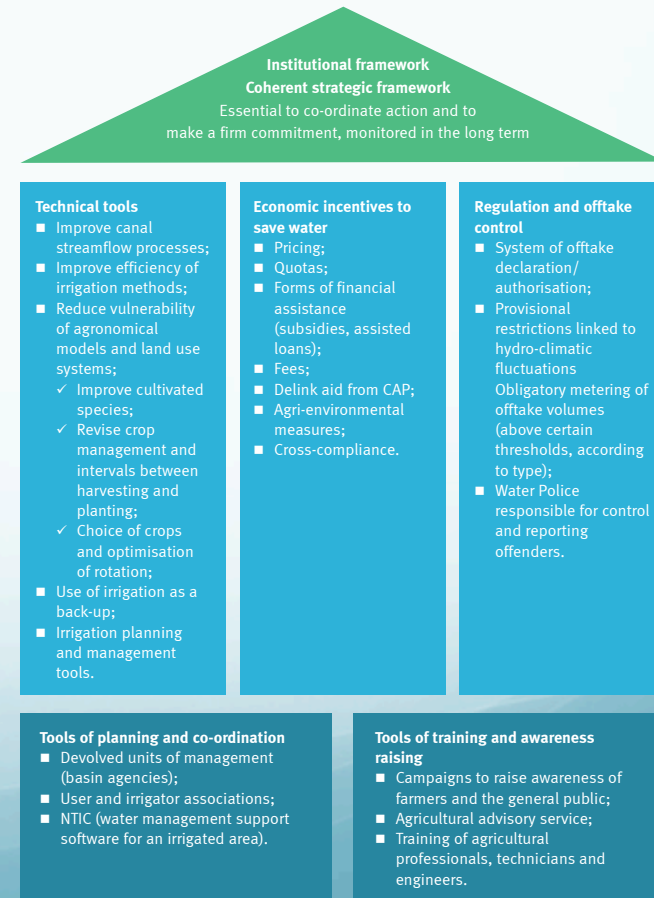 Institutional framework
Coherent strategic framework
Essential to co-ordinate action and to
make a firm commitment, monitored in the long term
Technical tools
■ Improve canal
streamflow processes;
■ Improve efficiency of
irrigation methods;
■ Reduce vulnerability
of agronomical
models and land use
systems;
✓ Improve cultivated
species;
✓ Revise crop
management and
intervals between
harvesting and
planting;
✓ Choice of crops
and optimisation
of rotation;
■ Use of irrigation as a
back-up;
■ Irrigation planning
and management
tools.
Economic incentives to
save water
■ Pricing;
■ Quotas;
■ Forms of financial
assistance
(subsidies, assisted
loans);
■ Fees;
■ Delink aid from CAP;
■ Agri-environmental
measures;
■ Cross-compliance.
Regulation and offtake
control
■ System of offtake
declaration/
authorisation;
■ Provisional
restrictions linked to
hydro-climatic
fluctuations
Obligatory metering of
offtake volumes
(above certain
thresholds, according
to type);
■ Water Police
responsible for control
and reporting
offenders.
Tools of planning and co-ordination
■ Devolved units of management
(basin agencies);
■ User and irrigator associations;
■ NTIC (water management support
software for an irrigated area).
Tools of training and awareness
raising
■ Campaigns to raise awareness of
farmers and the general public;
■ Agricultural advisory service;
■ Training of agricultural
professionals, technicians and
engineers.